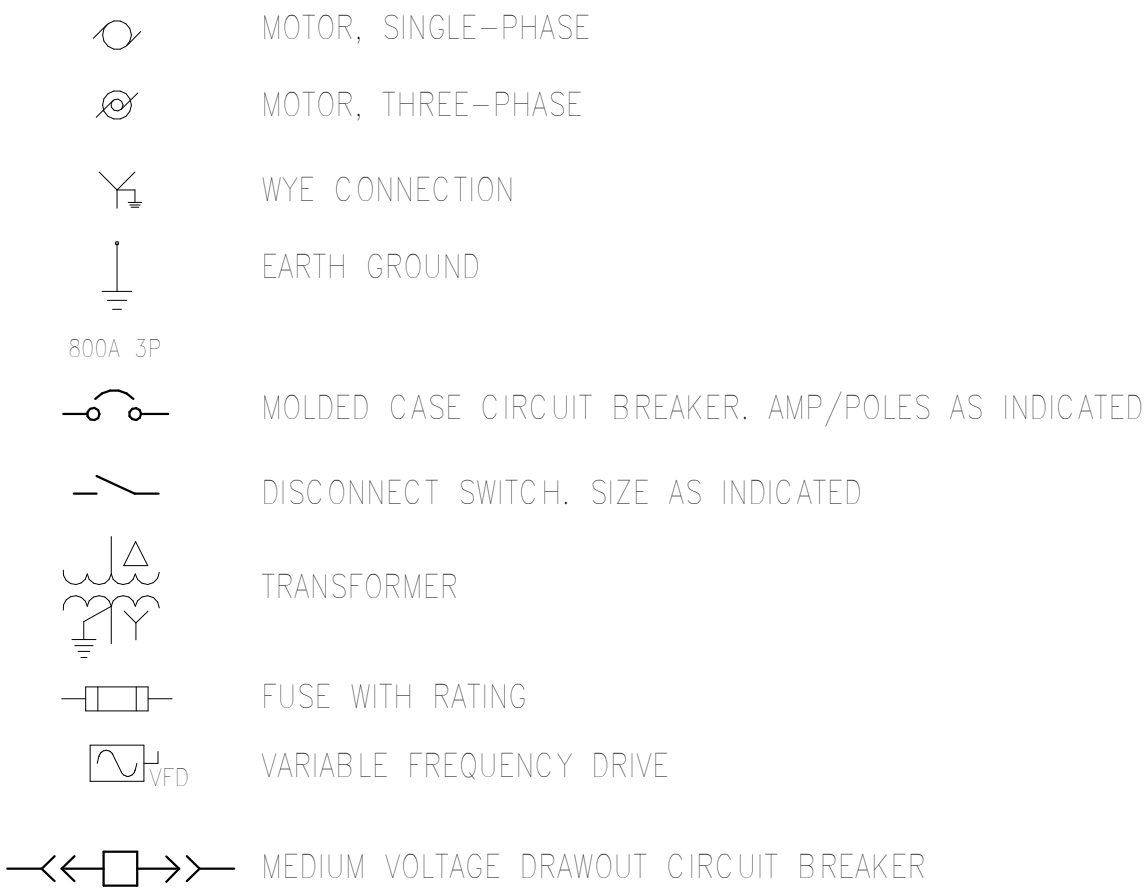 MOTOR, SINGLE-PHASE
MOTOR, THREE-PHASE
WYE CONNECTION
EARTH GROUND
800A 3P
MOLDED CASE CIRCUIT BREAKER. AMP/POLES AS INDICATED
DISCONNECT SWITCH. SIZE AS INDICATED
TRANSFORMER
FUSE WITH RATING
VFD VARIABLE FREQUENCY DRIVE
MEDIUM VOLTAGE DRAWOUT CIRCUIT BREAKER